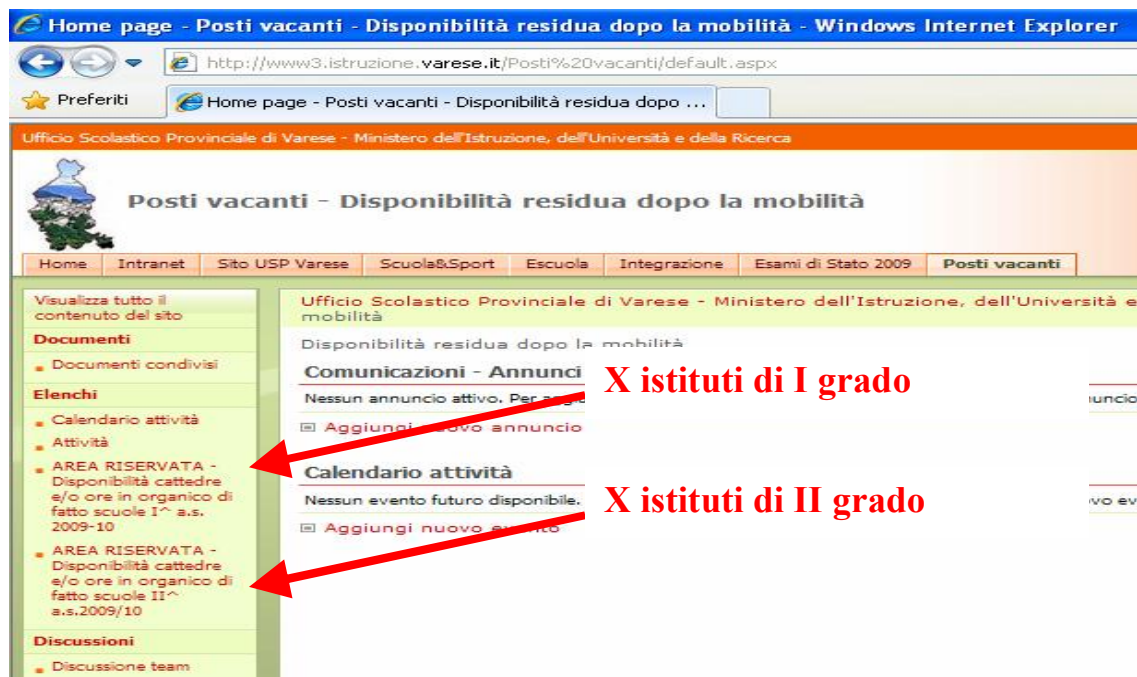 Home page - Posti vacanti - Disponibilità residua dopo la mobilità - Windows Internet Explorer
http://www3.istruzione.varese.it/Posti%20vacanti/default.aspx
Preferiti
Home page - Posti vacanti - Disponibilità residua dopo ...
Ufficio Scolastico Provinciale di Varese - Ministero dell'Istruzione, dell'Università e della Ricerca
Posti vacanti - Disponibilità residua dopo la mobilità
Home Intranet Sito USP Varese Scuola&Sport Escuola Integrazione Esami di Stato 2009 Posti vacanti
Visualizza tutto il
contenuto del sito
Documenti
Documenti condivisi
Elenchi
Calendario attività
Attività
AREA RISERVATA -
Disponibilità cattedre
e/o ore in organico di
fatto scuole I^ a.s.
2009-10
AREA RISERVATA -
Disponibilità cattedre
e/o ore in organico di
fatto scuole II^
a.s.2009/10
Discussioni
Discussione team
Ufficio Scolastico Provinciale di Varese - Ministero dell'Istruzione, dell'Università e
mobilità
Disponibilità residua dopo la mobilità
Comunicazioni - Annunci
Nessun annuncio attivo. Per
Aggiungi nuovo annuncio
X istituti di I grado
Calendario attività
Nessun evento futuro disponibile.
Aggiungi nuovo evento
X istituti di II grado